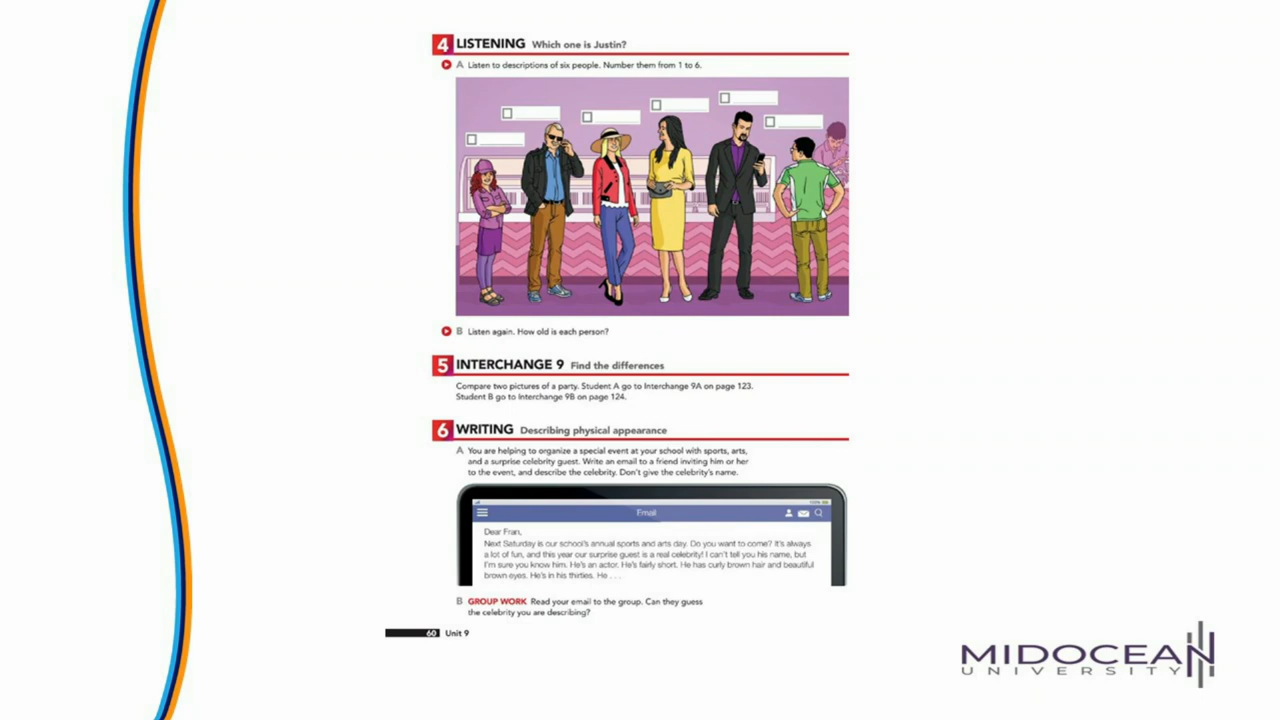 4 LISTENING Which one is Justin?
A Listen to descriptions of six people. Number them from 1 to 6.
B Listen again. How old is each person?
5 INTERCHANGE 9 Find the differences
Compare two pictures of a party. Student A go to Interchange 9A on page 123.
Student B go to Interchange 9B on page 124.
6 WRITING Describing physical appearance
A You are helping to organize a special event at your school with sports, arts,
and a surprise celebrity guest. Write an email to a friend inviting him or her
to the event, and describe the celebrity. Don't give the celebrity's name.
Email
Dear Fran,
Next Saturday is our school's annual sports and arts day. Do you want to come? It's always
a lot of fun, and this year our surprise guest is a real celebrity! I can't tell you his name, but
I'm sure you know him. He's an actor. He's fairly short. He has curly brown hair and beautiful
brown eyes. He's in his thirties. He . . .
B GROUP WORK Read your email to the group. Can they guess
the celebrity you are describing?
60 Unit 9
MIDOCEAN
UNIVERSITY